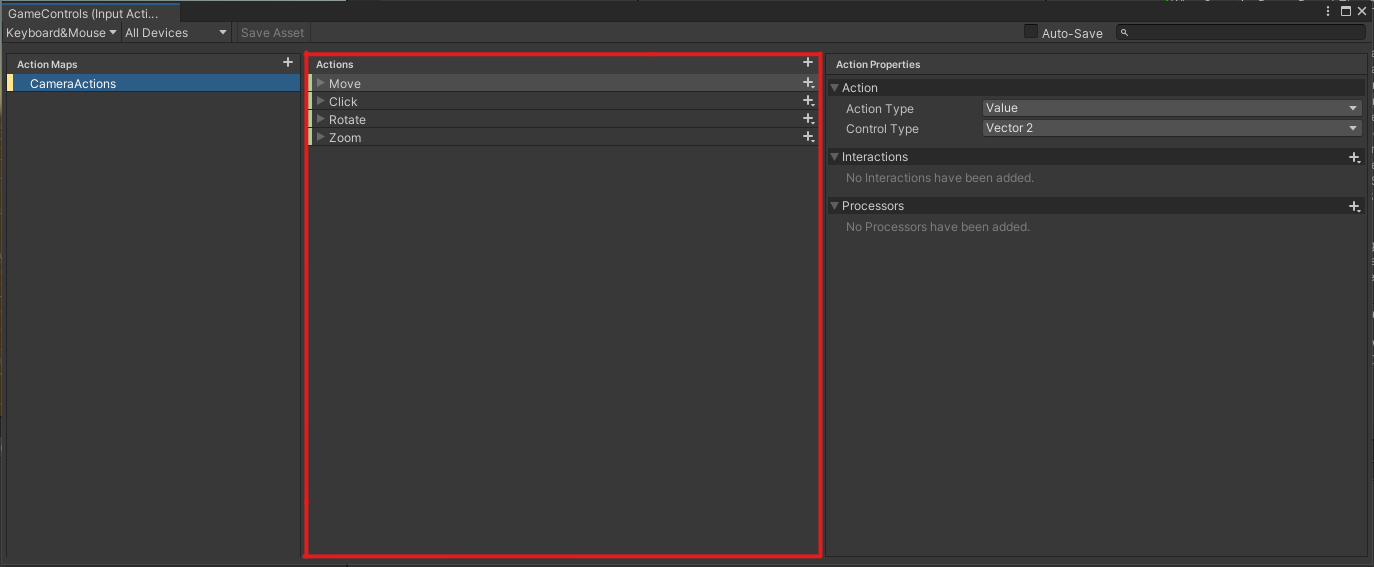 GameControls (Input Acti...
Keyboard&Mouse All Devices Save Asset Auto-Save
Action Maps
CameraActions
Actions
Move
Click
Rotate
Zoom
Action Properties
Action
Action Type Value
Control Type Vector 2
Interactions
No Interactions have been added.
Processors
No Processors have been added.